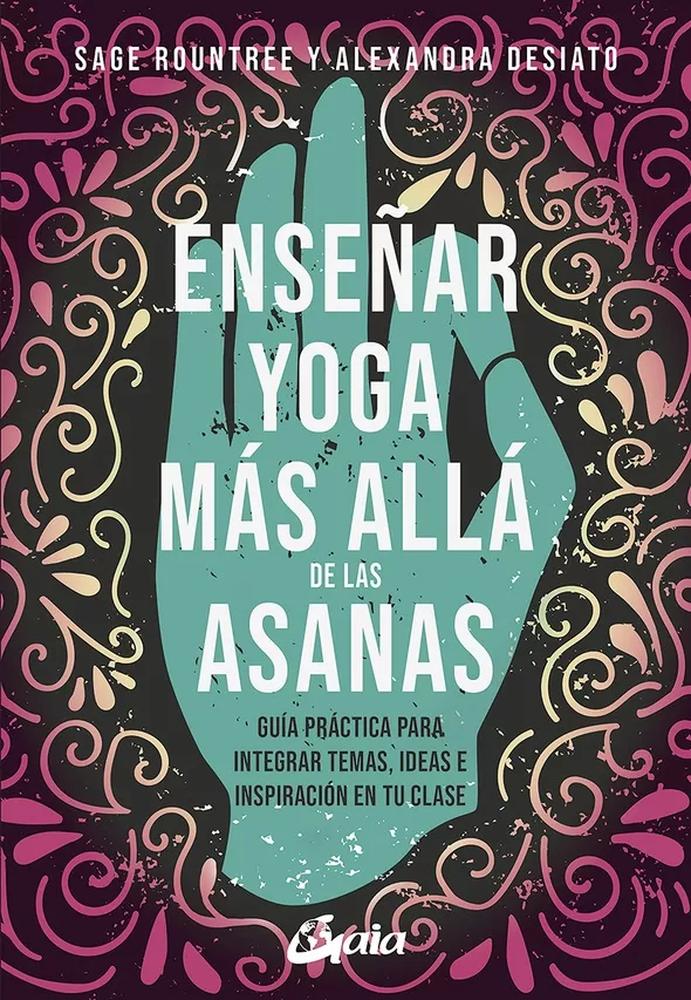 SAGE ROUNTREE Y ALEXANDRA DESIATO
ENSEÑAR
YOGA
MÁS ALLÁ
DE LAS
ASANAS
GUÍA PRÁCTICA PARA
INTEGRAR TEMAS, IDEAS E
INSPIRACIÓN EN TU CLASE
Gaia